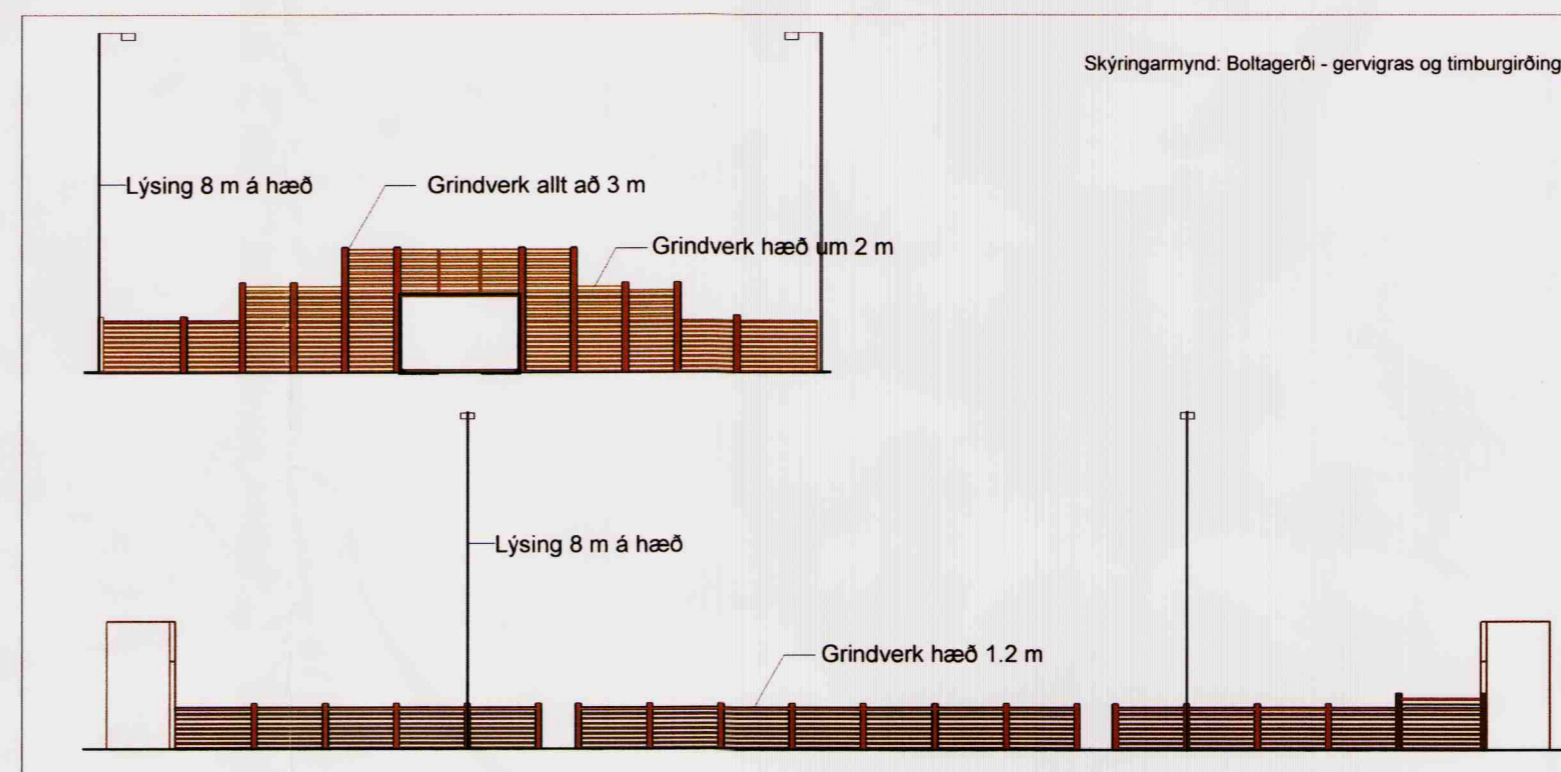 Skýringarmynd: Boltagerði - gervigras og timburgirðing
Lýsing 8 m á hæð
Grindverk allt að 3 m
Grindverk hæð um 2 m
Lýsing 8 m á hæð
Grindverk hæð 1.2 m